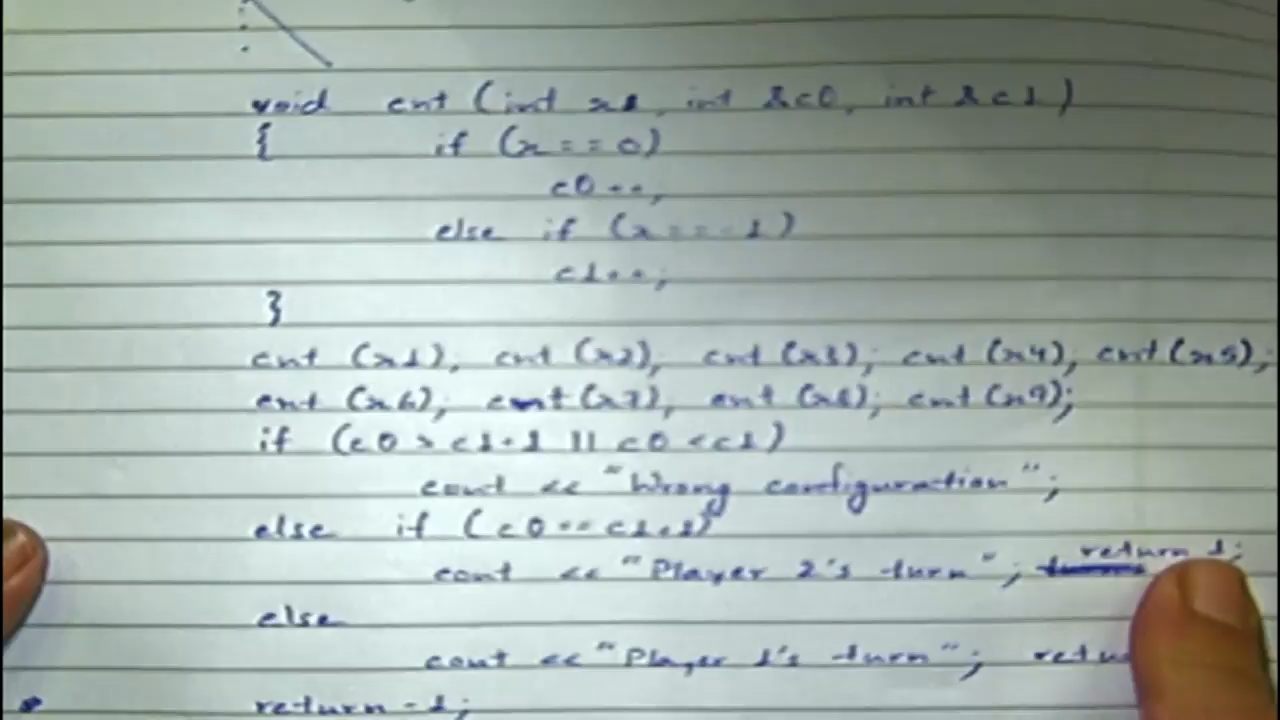 void cnt (int x, int &c0, int &c1)
{ if (x == 0)
c0++;
else if (x == 1)
c1++;
}
cnt (x1); cnt (x2); cnt (x3); cnt (x4); cnt (x5);
cnt (x6); cnt (x7); cnt (x8); cnt (x9);
if (c0 > c1+1 || c0 < c1)
cout << "Wrong configuration";
else if (c0 == c1+1)
cout << "Player 2's turn"; return 1;
else
cout << "Player 1's turn";
return -1;